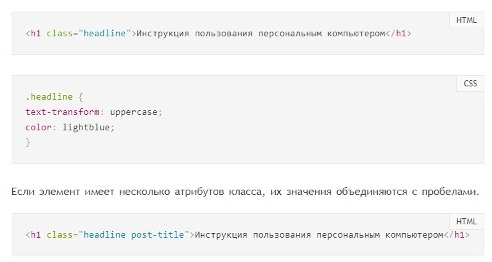 HTML
<h1 class="headline">Инструкция пользования персональным компьютером</h1>
CSS
.headline {
text-transform: uppercase;
color: lightblue;
}
Если элемент имеет несколько атрибутов класса, их значения объединяются с пробелами.
HTML
<h1 class="headline post-title">Инструкция пользования персональным компьютером</h1>